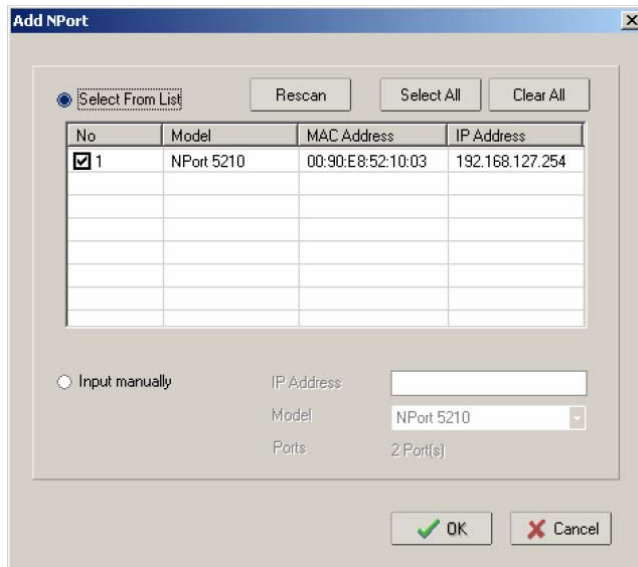 Add NPort
Select From List Rescan Select All Clear All
No Model MAC Address IP Address
1 NPort 5210 00:90:E8:52:10:03 192.168.127.254
Input manually IP Address
Model NPort 5210
Ports 2 Port(s)
OK Cancel